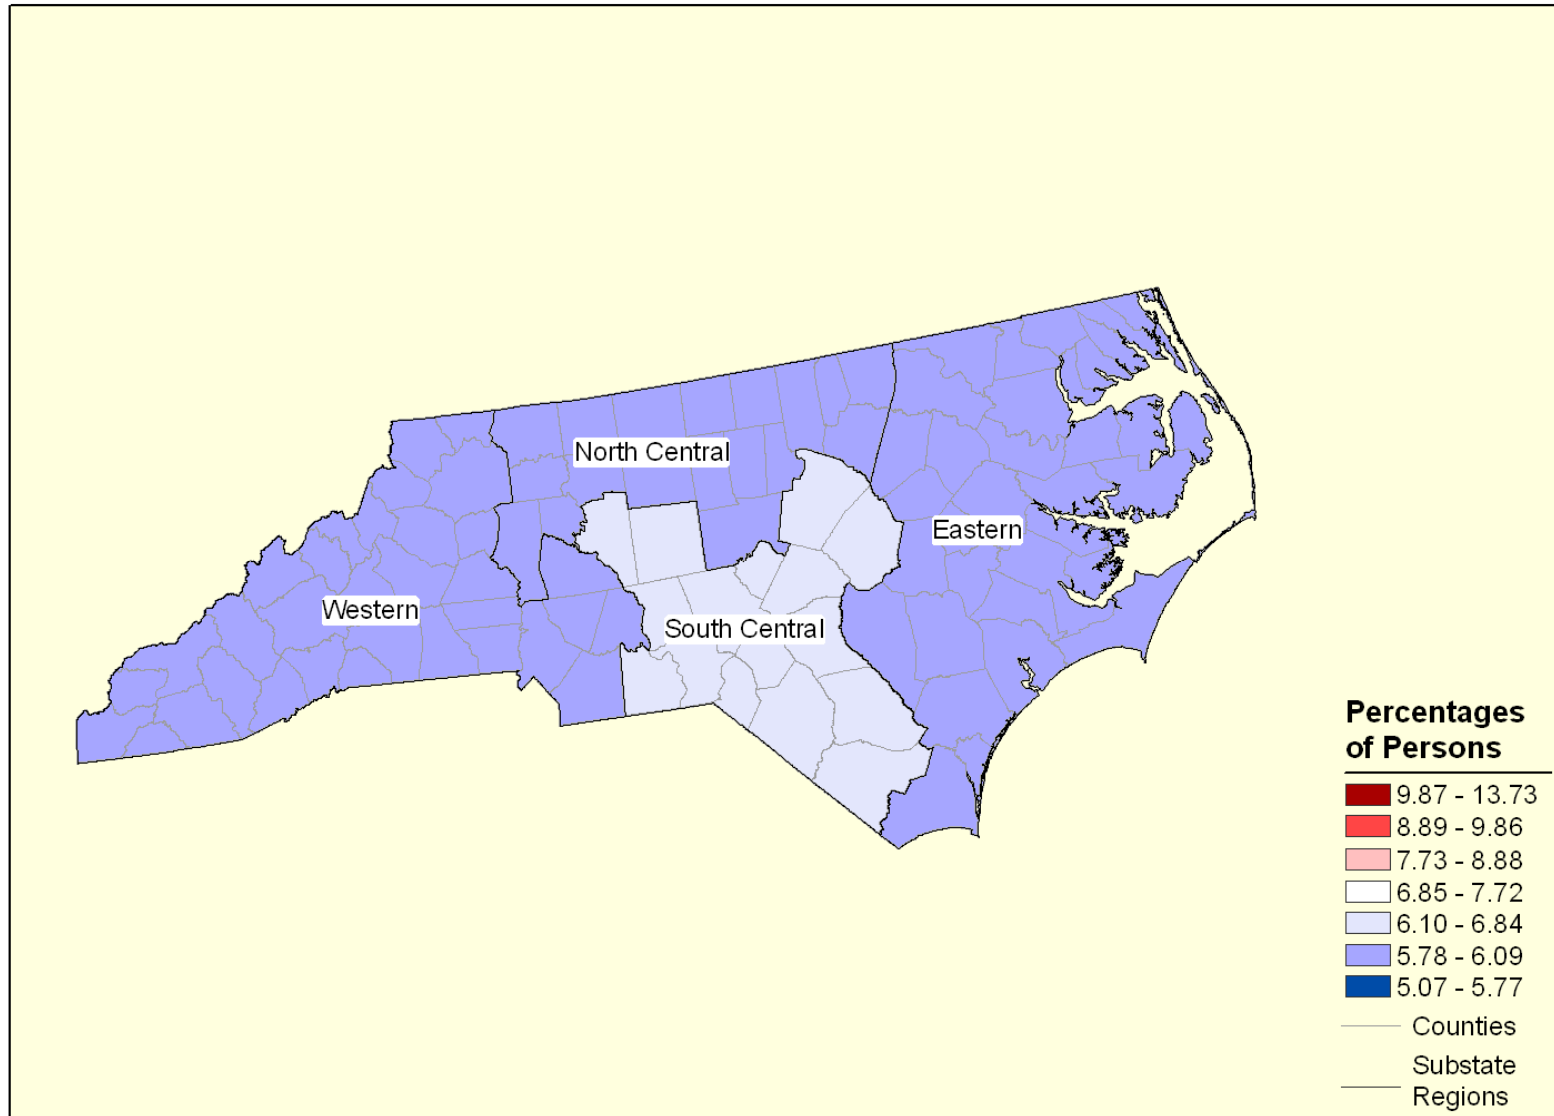 North Central
Eastern
Western
South Central
Percentages
of Persons
9.87 - 13.73
8.89 - 9.86
7.73 - 8.88
6.85 - 7.72
6.10 - 6.84
5.78 - 6.09
5.07 - 5.77
Counties
Substate
Regions